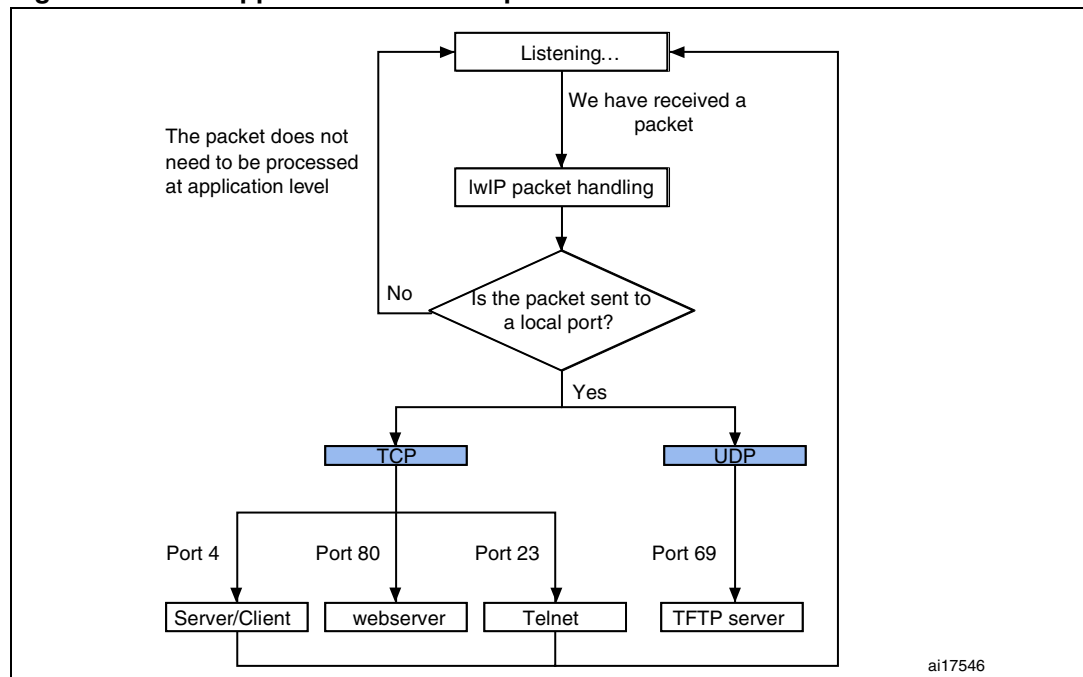 Listening...
We have received a
packet
The packet does not
need to be processed
at application level
lwIP packet handling
No
Is the packet sent to
a local port?
Yes
TCP
UDP
Port 4
Port 80
Port 23
Port 69
Server/Client
webserver
Telnet
TFTP server
ai17546